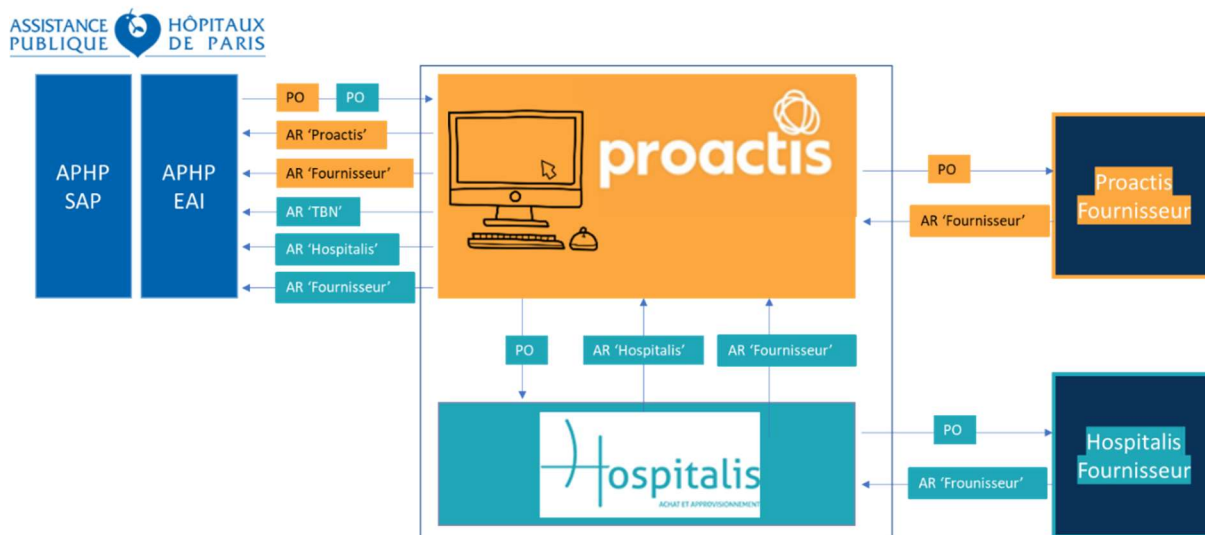 ASSISTANCE HÔPITAUX
PUBLIQUE DE PARIS
APHP
SAP
APHP
EAI
PO
PO
AR 'Proactis'
AR 'Fournisseur'
AR 'TBN'
AR 'Hospitalis'
AR 'Fournisseur'
proactis
PO
AR 'Fournisseur'
Proactis
Fournisseur
PO
AR 'Hospitalis'
AR 'Fournisseur'
Hospitalis
ACHAT ET APPROVISIONNEMENT
PO
AR 'Frounisseur'
Hospitalis
Fournisseur